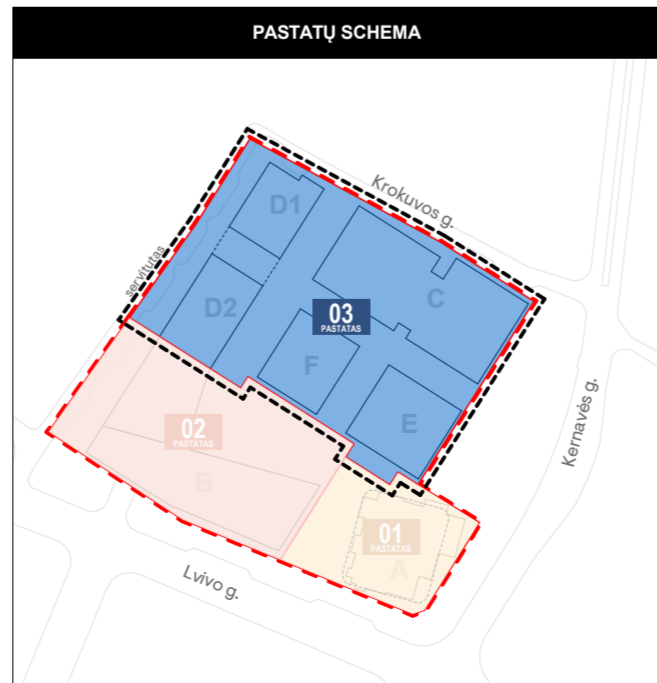 PASTATŲ SCHEMA
Krokuvos g.
D1
servitutas
C
D2
03
PASTATAS
F
Kernavės g.
E
02
PASTATAS
B
01
PASTATAS
A
Lvivo g.